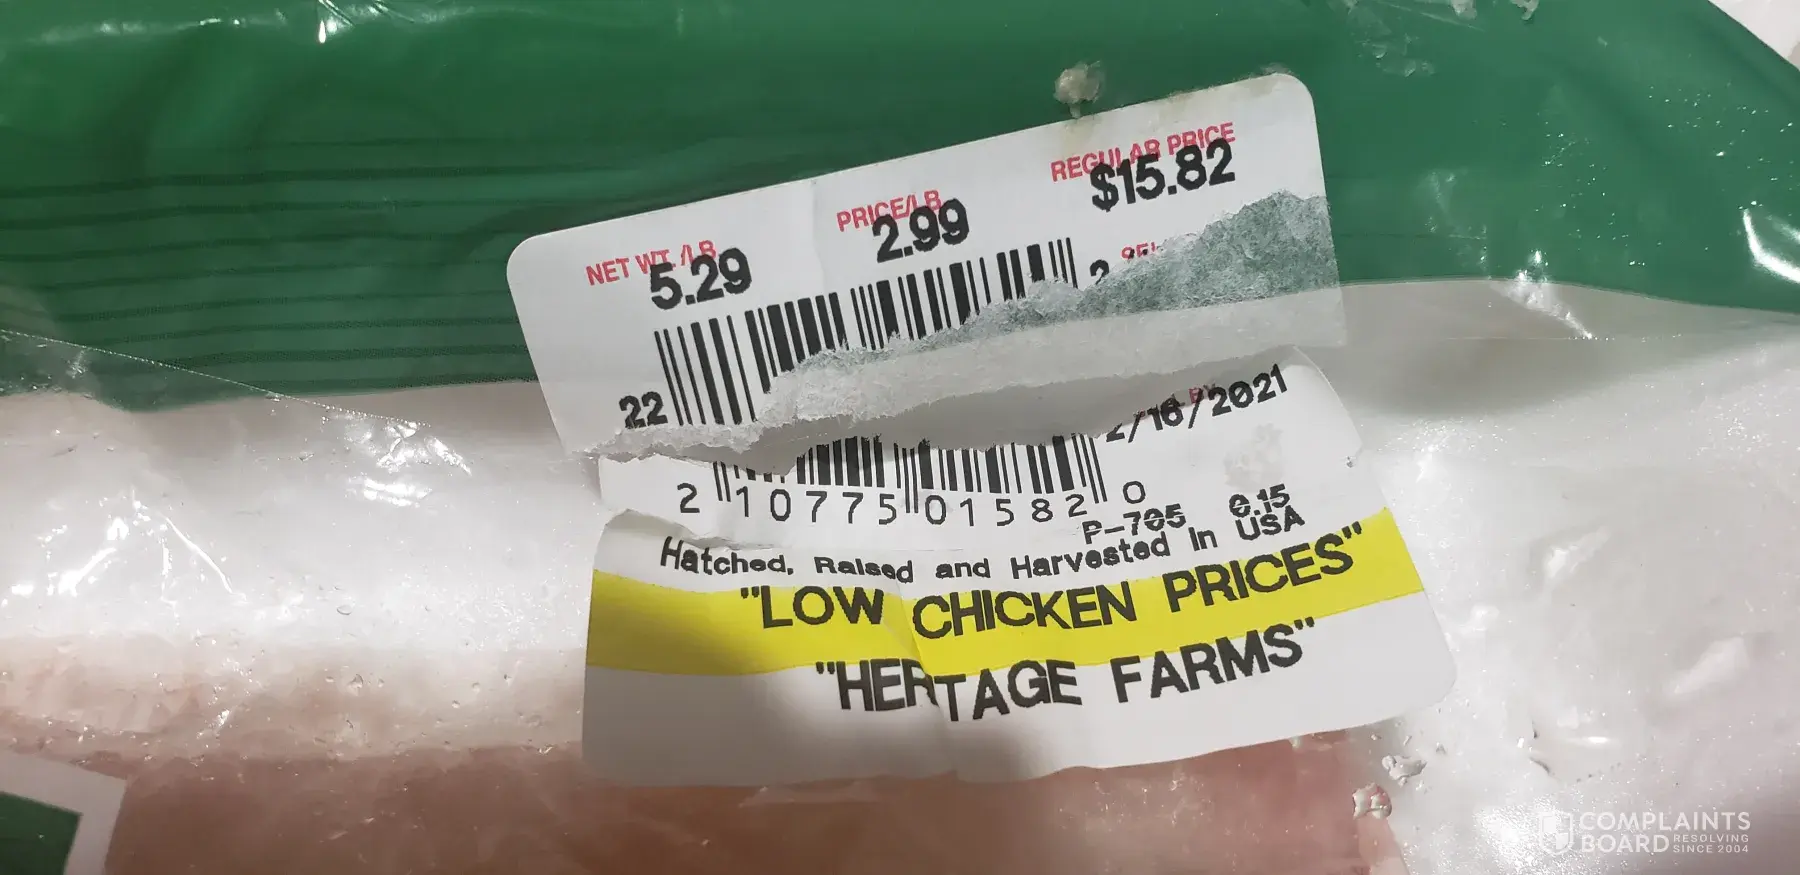 REGULAR PRICE
$15.82
PRICE/LB
2.99
NET WT./LB
5.29
22
2/16/2021
2 10775 01582 0
P-705 0.15
Hatched, Raised and Harvested In USA
"LOW CHICKEN PRICES"
"HERTAGE FARMS"
COMPLAINTS
BOARD
RESOLVING
SINCE 2004